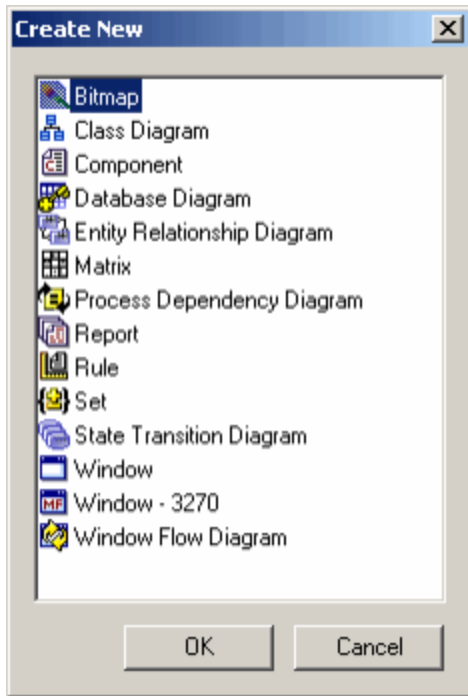 Create New
Bitmap
Class Diagram
Component
Database Diagram
Entity Relationship Diagram
Matrix
Process Dependency Diagram
Report
Rule
Set
State Transition Diagram
Window
MF Window - 3270
Window Flow Diagram
OK Cancel